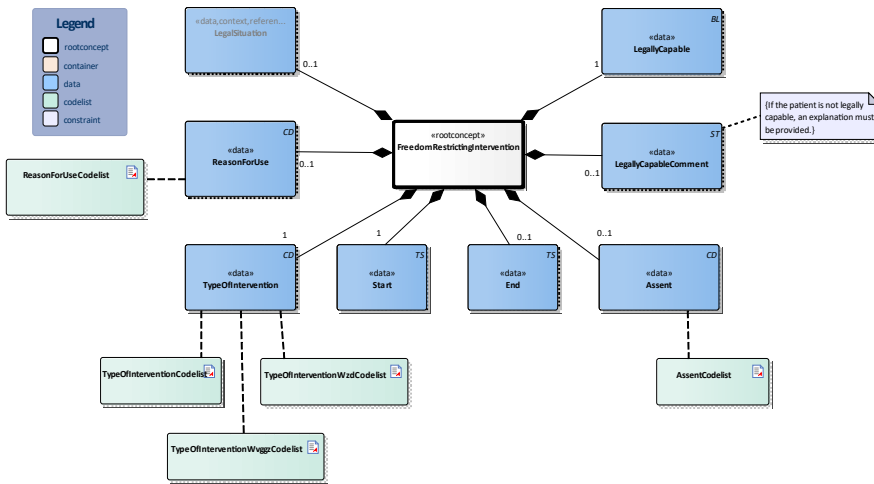 Legend
rootconcept
container
data
codelist
constraint
«data,context,referen...
LegalSituation
0..1
BL
«data»
LegallyCapable
1
{If the patient is not legally
capable, an explanation must
be provided.}
«rootconcept»
FreedomRestrictingIntervention
CD
«data»
ReasonForUse
0..1
ST
«data»
LegallyCapableComment
0..1
ReasonForUseCodelist
1
1
0..1
0..1
CD
«data»
TypeOfIntervention
TS
«data»
Start
TS
«data»
End
CD
«data»
Assent
TypeOfInterventionCodelist
TypeOfInterventionWzdCodelist
AssentCodelist
TypeOfInterventionWvggzCodelist